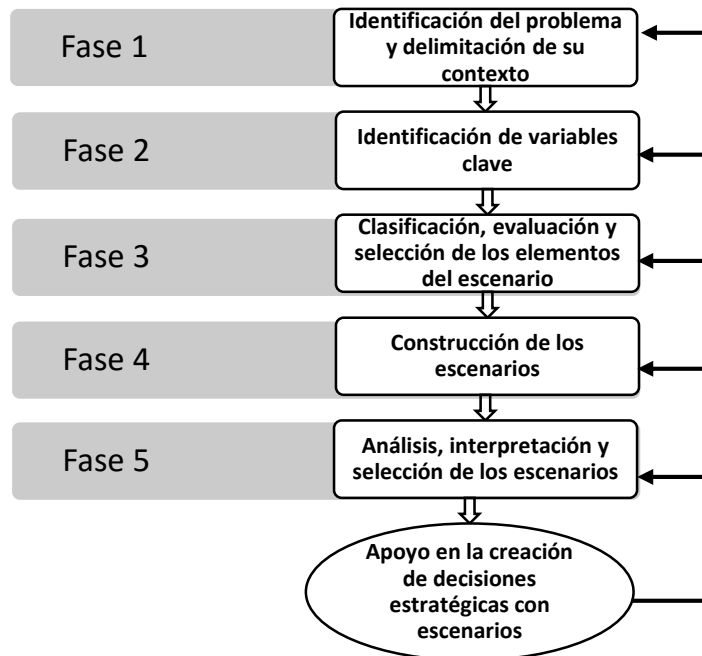 Fase 1
Identificación del problema
y delimitación de su
contexto
Fase 2
Identificación de variables
clave
Fase 3
Clasificación, evaluación y
selección de los elementos
del escenario
Fase 4
Construcción de los
escenarios
Fase 5
Análisis, interpretación y
selección de los escenarios
Apoyo en la creación
de decisiones
estratégicas con
escenarios